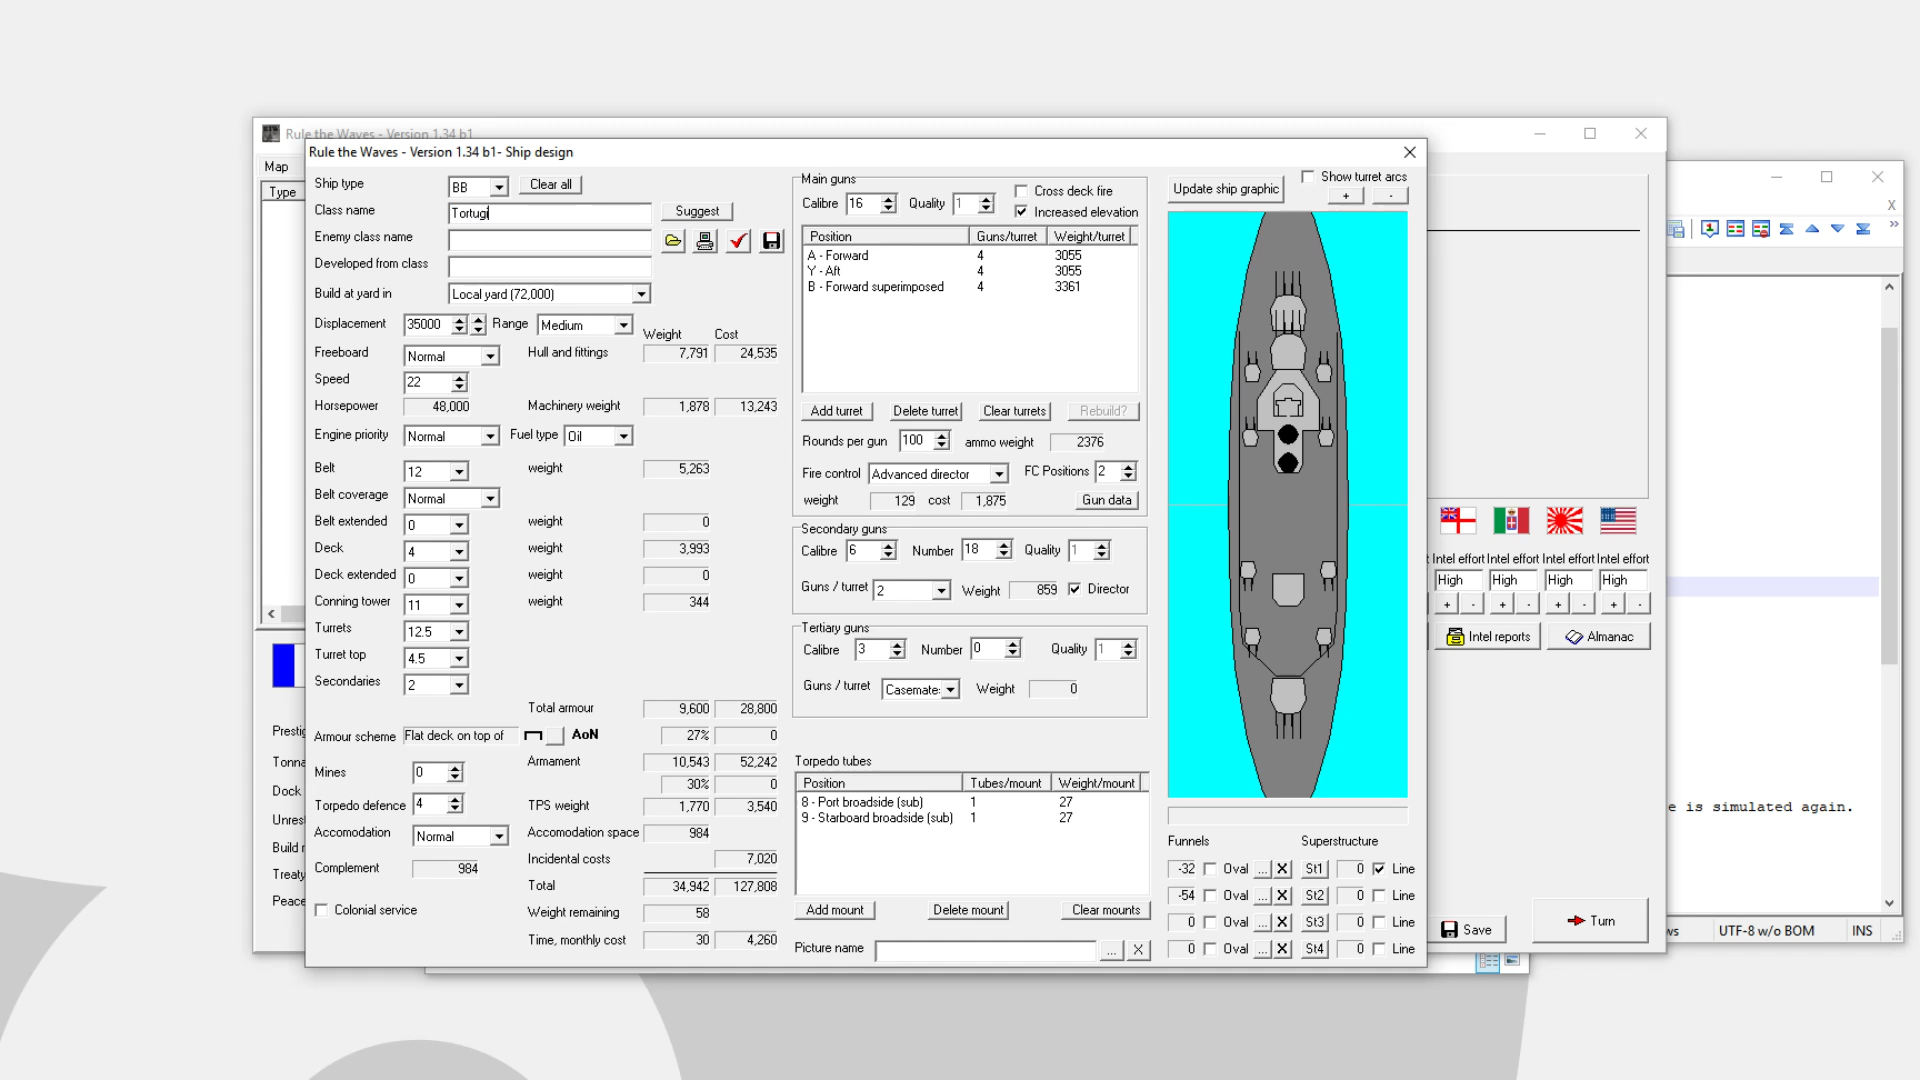 Rule the Waves - Version 1.34 b1
Rule the Waves - Version 1.34 b1- Ship design
Map
Type
Ship type
BB
Clear all
Class name
Tortugi
Suggest
Enemy class name
Developed from class
Build at yard in
Local yard (72,000)
Displacement
35000
Range
Medium
Weight
Cost
Freeboard
Normal
Hull and fittings
7,791
24,535
Speed
22
Horsepower
48,000
Machinery weight
1,878
13,243
Engine priority
Normal
Fuel type
Oil
Belt
12
weight
5,263
Belt coverage
Normal
Belt extended
0
weight
0
Deck
4
weight
3,993
Deck extended
0
weight
0
Conning tower
11
weight
344
Turrets
12.5
Turret top
4.5
Secondaries
2
Total armour
9,600
28,800
Armour scheme
Flat deck on top of
AoN
27%
0
Armament
10,543
52,242
Mines
0
30%
0
Torpedo defence
4
TPS weight
1,770
3,540
Accomodation
Normal
Accomodation space
984
Complement
984
Incidental costs
7,020
Total
34,942
127,808
Colonial service
Weight remaining
58
Time, monthly cost
30
4,260
Main guns
Calibre
16
Quality
1
Cross deck fire
Increased elevation
Position
Guns/turret
Weight/turret
A - Forward
4
3055
Y - Aft
4
3055
B - Forward superimposed
4
3361
Add turret
Delete turret
Clear turrets
Rebuild?
Rounds per gun
100
ammo weight
2376
Fire control
Advanced director
FC Positions
2
weight
129
cost
1,875
Gun data
Secondary guns
Calibre
6
Number
18
Quality
1
Guns / turret
2
Weight
859
Director
Tertiary guns
Calibre
3
Number
0
Quality
1
Guns / turret
Casemate:
Weight
0
Torpedo tubes
Position
Tubes/mount
Weight/mount
8 - Port broadside (sub)
1
27
9 - Starboard broadside (sub)
1
27
Add mount
Delete mount
Clear mounts
Picture name
...
X
Update ship graphic
Show turret arcs
+
-
Funnels
Superstructure
-32
Oval
...
X
St1
0
Line
-54
Oval
...
X
St2
0
Line
0
Oval
...
X
St3
0
Line
0
Oval
...
X
St4
0
Line
Intel effort Intel effort Intel effort Intel effort
High
High
High
High
+ - + - + - + -
Intel reports
Almanac
Save
Turn
Prestig
Tonna
Dock
Unres
Build r
Treaty
Peace
X
e is simulated again.
ws
UTF-8 w/o BOM
INS